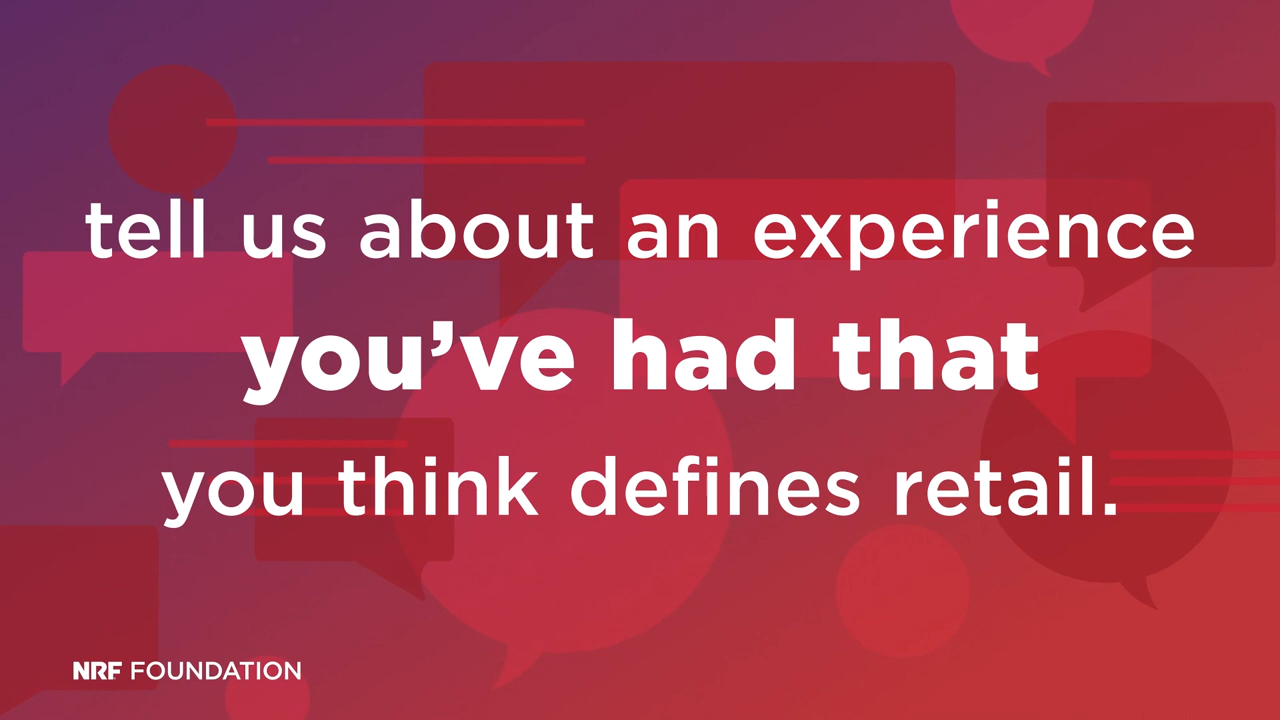 tell us about an experience
you’ve had that
you think defines retail.
NRF FOUNDATION